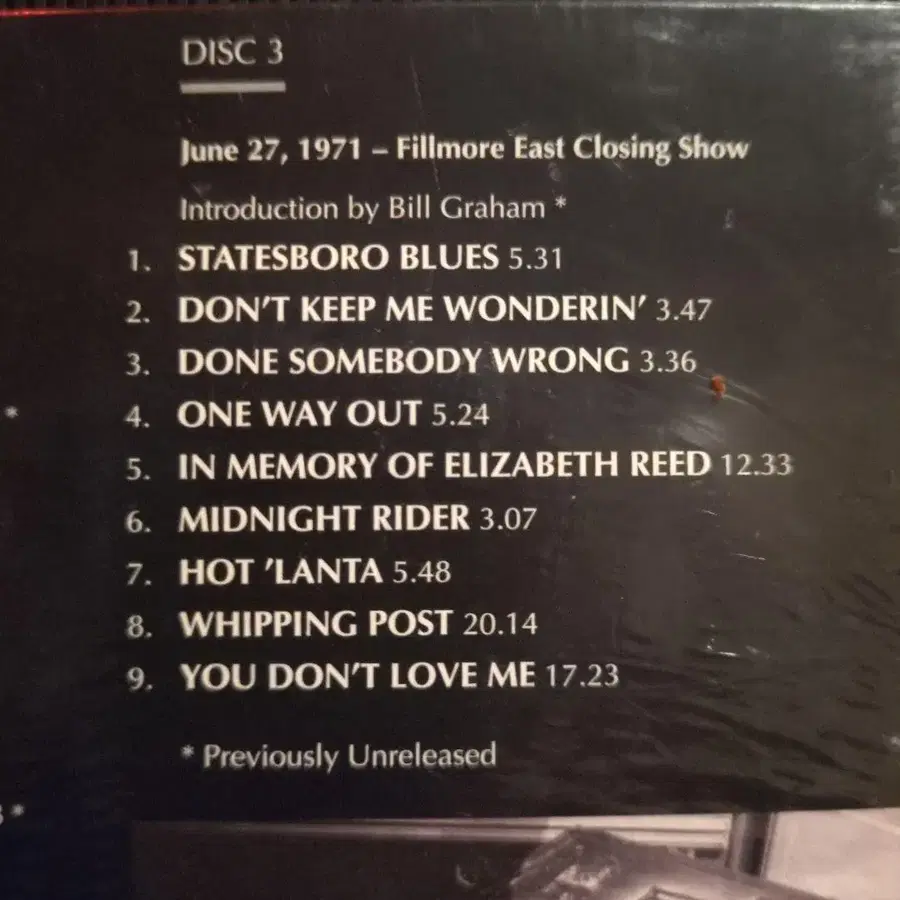 DISC 3
June 27, 1971 – Fillmore East Closing Show
Introduction by Bill Graham *
1. STATESBORO BLUES 5.31
2. DON'T KEEP ME WONDERIN' 3.47
3. DONE SOMEBODY WRONG 3.36
*
4. ONE WAY OUT 5.24
5. IN MEMORY OF ELIZABETH REED 12.33
6. MIDNIGHT RIDER 3.07
7. HOT 'LANTA 5.48
8. WHIPPING POST 20.14
9. YOU DON'T LOVE ME 17.23
* Previously Unreleased
*